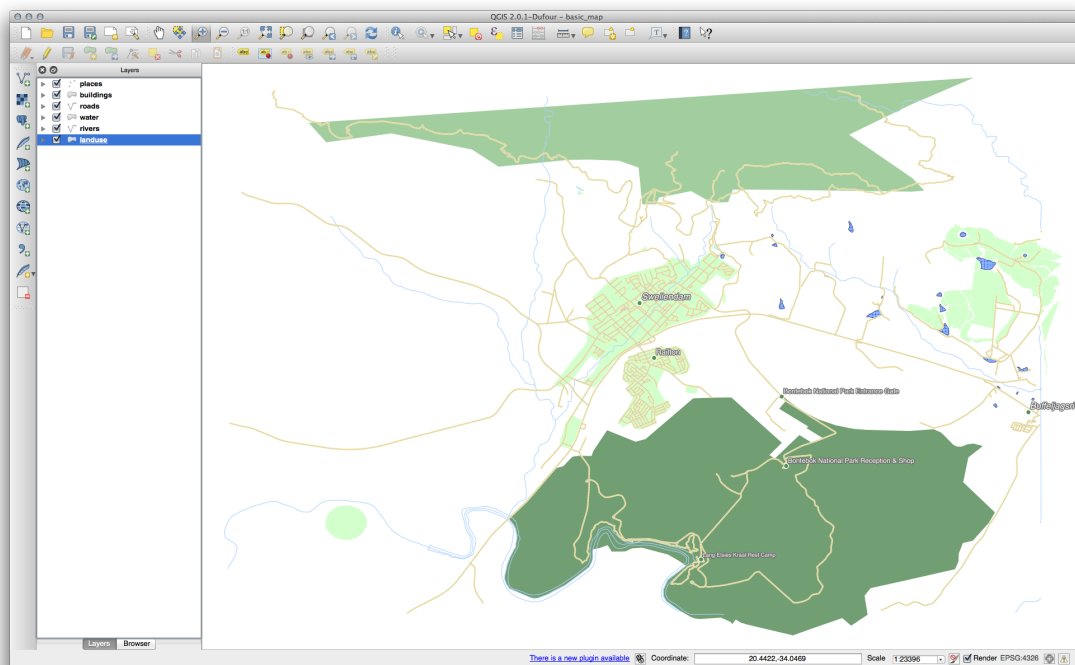 QGIS 2.0.1-Dufour - basic_map
Layers
places
buildings
roads
water
rivers
landuse
Swellendam
Railton
Bontebok National Park Entrance Gate
Bontebok National Park Reception & Shop
Lang Elsies Kraal Rest Camp
Layers Browser
There is a new plugin available Coordinate: 20.4422,-34.0469 Scale 1:23396 Render EPSG:4326